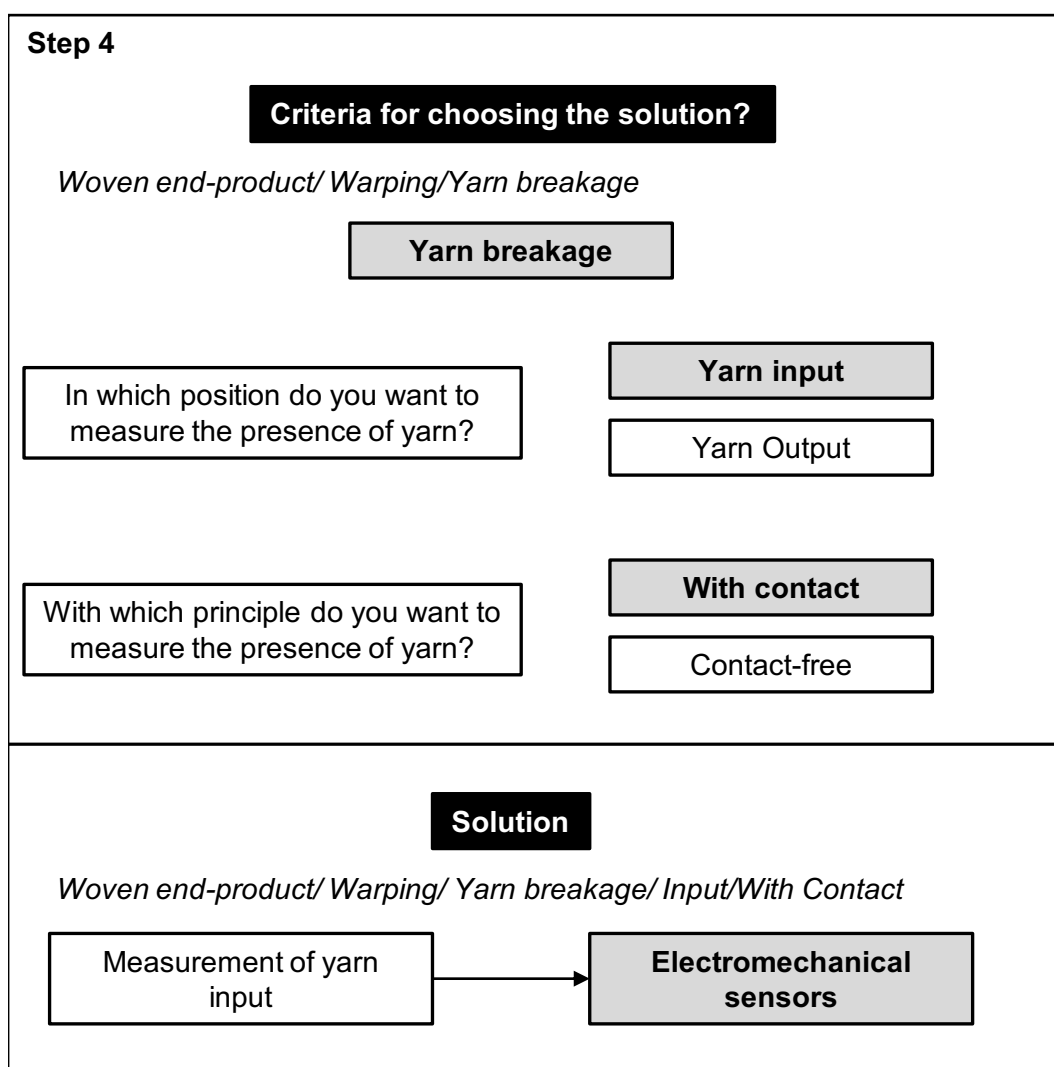 Step 4
Criteria for choosing the solution?
Woven end-product/ Warping/Yarn breakage
Yarn breakage
In which position do you want to
measure the presence of yarn?
Yarn input
Yarn Output
With which principle do you want to
measure the presence of yarn?
With contact
Contact-free
Solution
Woven end-product/ Warping/ Yarn breakage/ Input/With Contact
Measurement of yarn
input
Electromechanical
sensors